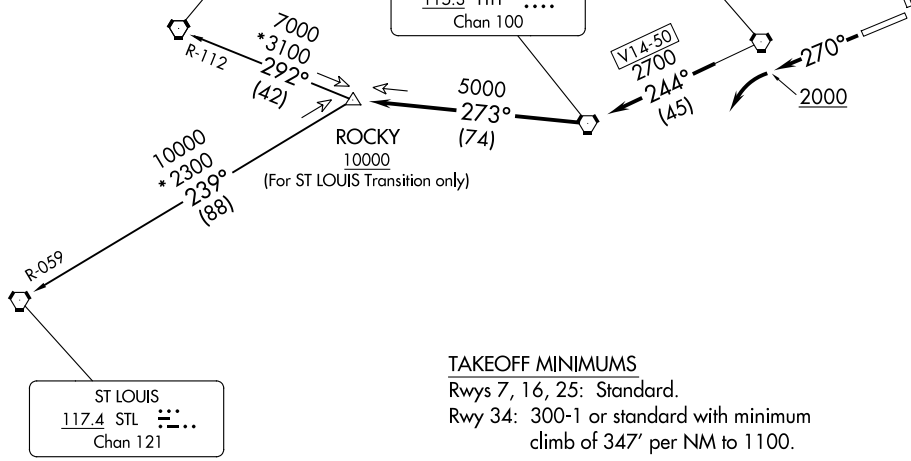 Chan 100
R-112
7000
*3100
292°
(42)
5000
273°
(74)
V14-50
2700
244°
(45)
270°
2000
ROCKY
10000
(For ST LOUIS Transition only)
10000
*2300
239°
(88)
R-059
ST LOUIS
117.4 STL
Chan 121
TAKEOFF MINIMUMS
Rwys 7, 16, 25: Standard.
Rwy 34: 300-1 or standard with minimum
climb of 347' per NM to 1100.